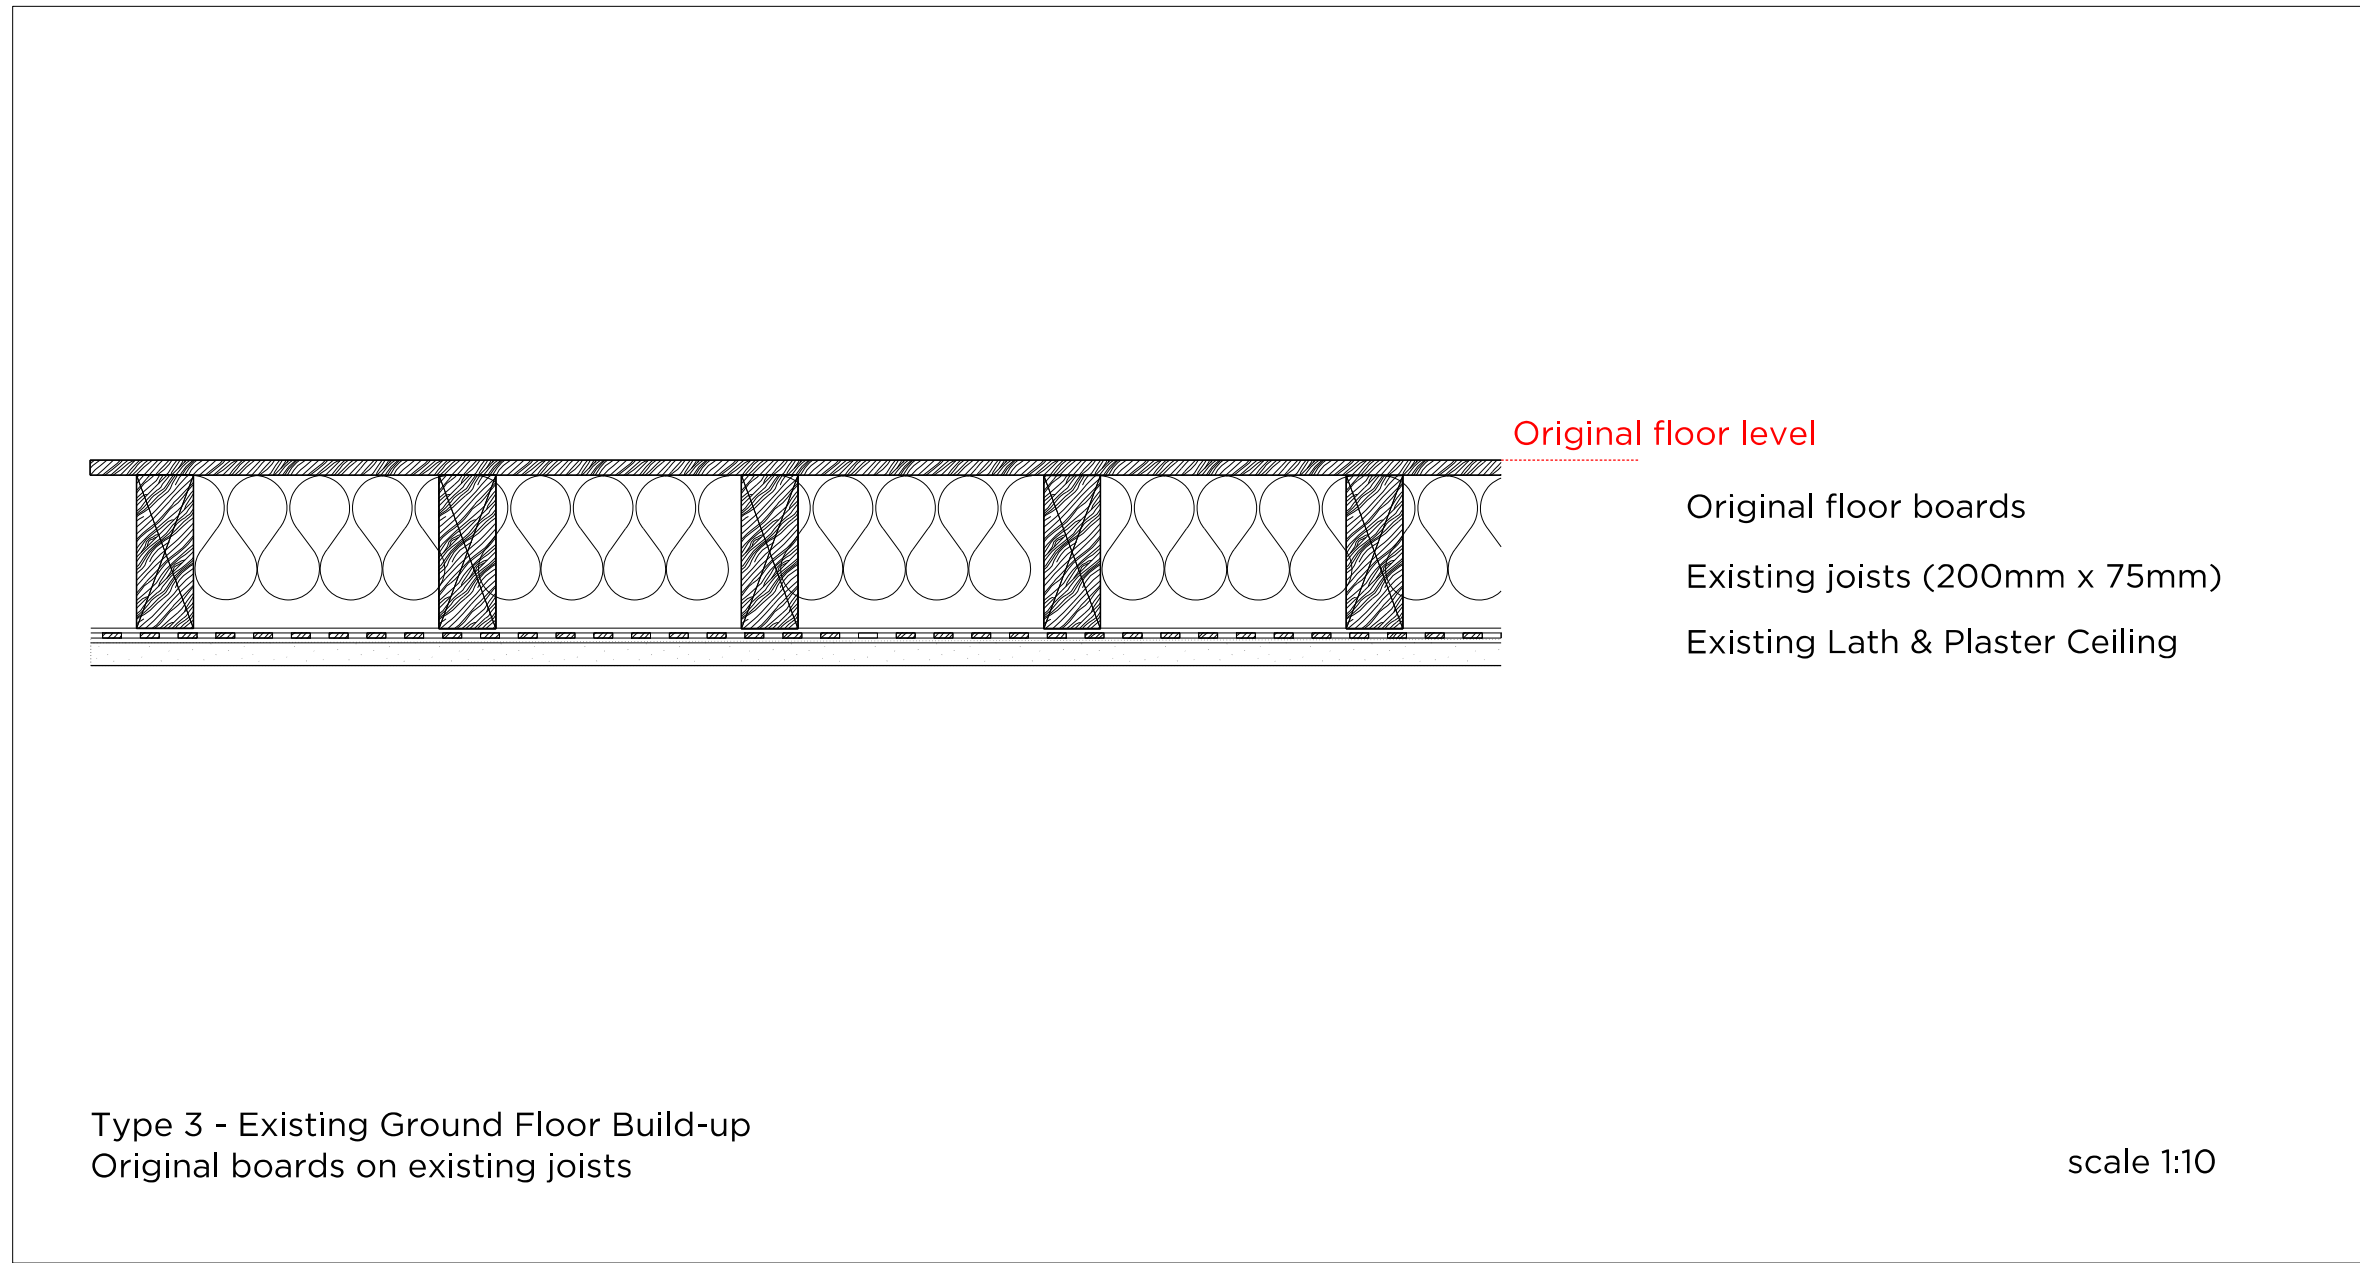 Original floor level
Original floor boards
Existing joists (200mm x 75mm)
Existing Lath & Plaster Ceiling
Type 3 - Existing Ground Floor Build-up
Original boards on existing joists
scale 1:10